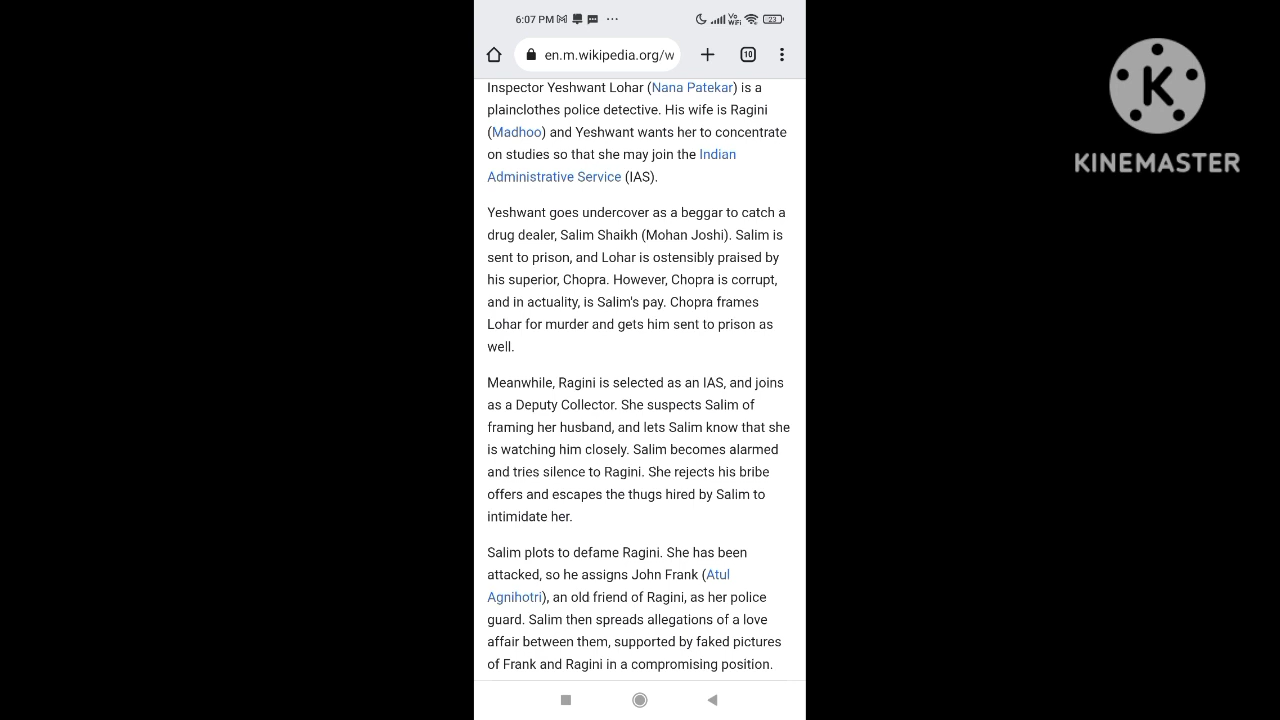 6:07 PM
Vo
WiFi
23
en.m.wikipedia.org/w
10
K
KINEMASTER
Inspector Yeshwant Lohar (Nana Patekar) is a
plainclothes police detective. His wife is Ragini
(Madhoo) and Yeshwant wants her to concentrate
on studies so that she may join the Indian
Administrative Service (IAS).
Yeshwant goes undercover as a beggar to catch a
drug dealer, Salim Shaikh (Mohan Joshi). Salim is
sent to prison, and Lohar is ostensibly praised by
his superior, Chopra. However, Chopra is corrupt,
and in actuality, is Salim's pay. Chopra frames
Lohar for murder and gets him sent to prison as
well.
Meanwhile, Ragini is selected as an IAS, and joins
as a Deputy Collector. She suspects Salim of
framing her husband, and lets Salim know that she
is watching him closely. Salim becomes alarmed
and tries silence to Ragini. She rejects his bribe
offers and escapes the thugs hired by Salim to
intimidate her.
Salim plots to defame Ragini. She has been
attacked, so he assigns John Frank (Atul
Agnihotri), an old friend of Ragini, as her police
guard. Salim then spreads allegations of a love
affair between them, supported by faked pictures
of Frank and Ragini in a compromising position.